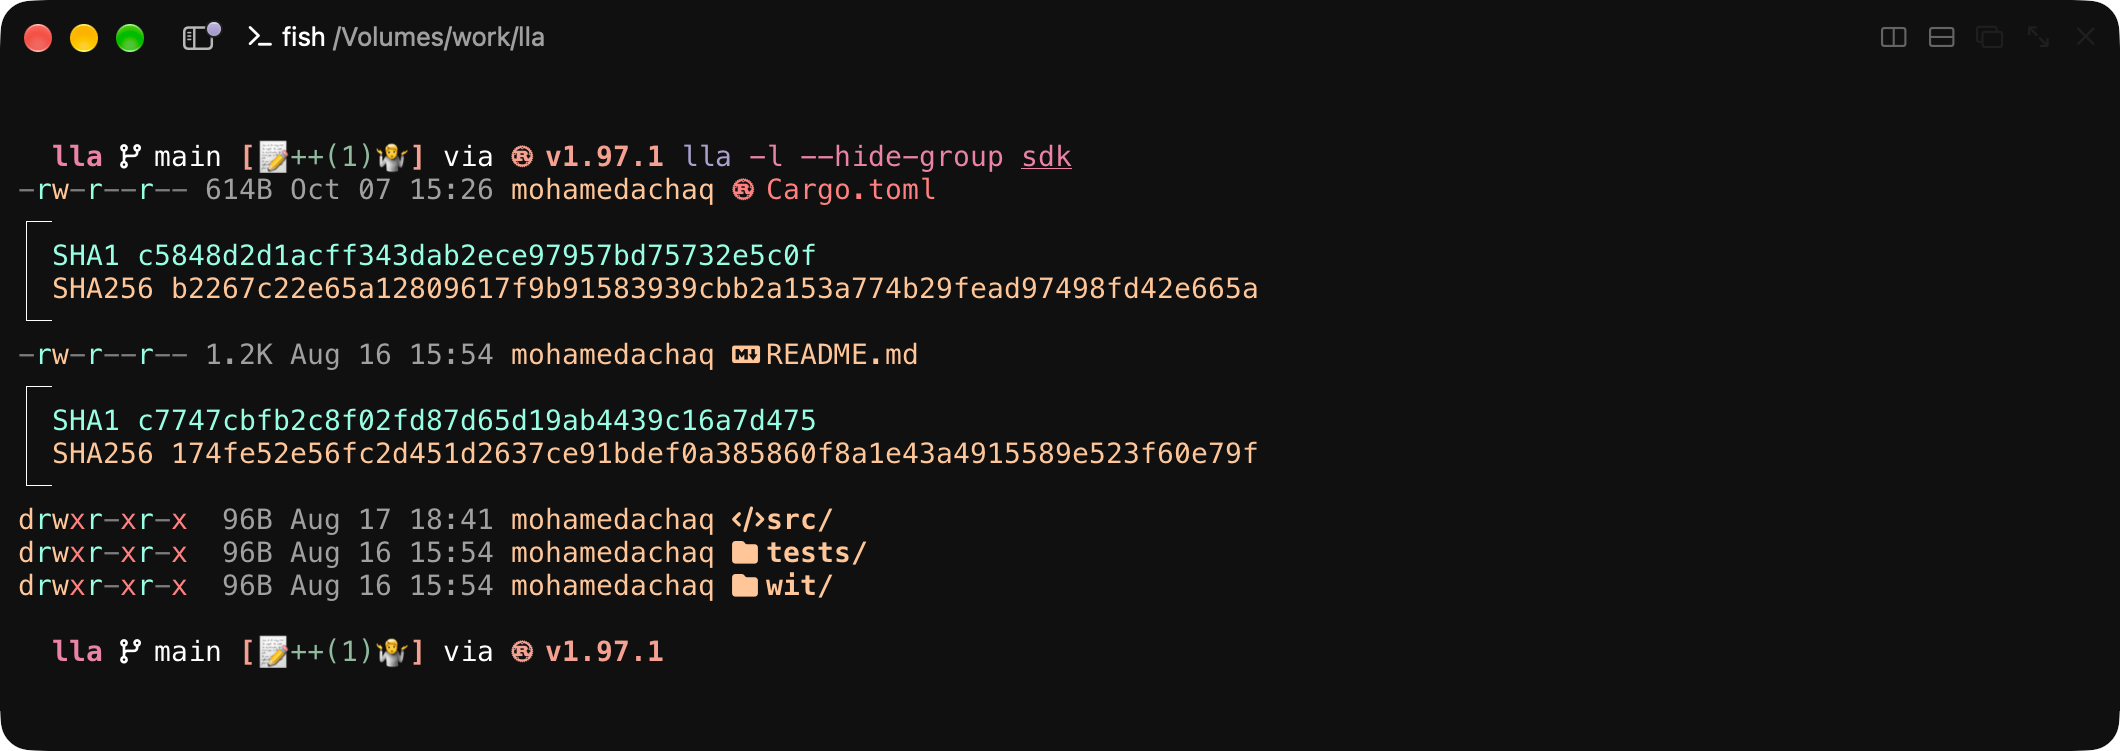 fish /Volumes/work/lla
lla main [📝++(1)🤷] via v1.97.1 lla -l --hide-group sdk
-rw-r--r-- 614B Oct 07 15:26 mohamedachaq Cargo.toml
SHA1 c5848d2d1acff343dab2ece97957bd75732e5c0f
SHA256 b2267c22e65a12809617f9b91583939cbb2a153a774b29fead97498fd42e665a
-rw-r--r-- 1.2K Aug 16 15:54 mohamedachaq README.md
SHA1 c7747cbfb2c8f02fd87d65d19ab4439c16a7d475
SHA256 174fe52e56fc2d451d2637ce91bdef0a385860f8a1e43a4915589e523f60e79f
drwxr-xr-x 96B Aug 17 18:41 mohamedachaq src/
drwxr-xr-x 96B Aug 16 15:54 mohamedachaq tests/
drwxr-xr-x 96B Aug 16 15:54 mohamedachaq wit/
lla main [📝++(1)🤷] via v1.97.1